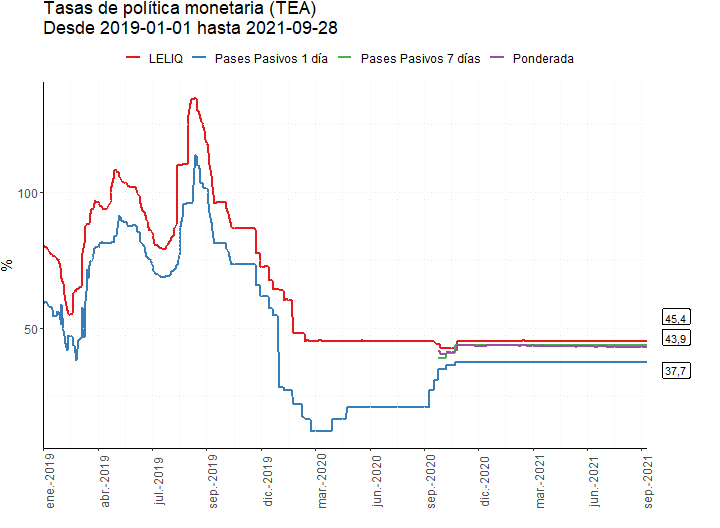 Tasas de política monetaria (TEA)
Desde 2019-01-01 hasta 2021-09-28
LELIQ Pases Pasivos 1 día Pases Pasivos 7 días Ponderada
%
100
50
45,4
43,9
37,7
ene.-2019
abr.-2019
jul.-2019
sep.-2019
dic.-2019
mar.-2020
jun.-2020
sep.-2020
dic.-2020
mar.-2021
jun.-2021
sep.-2021